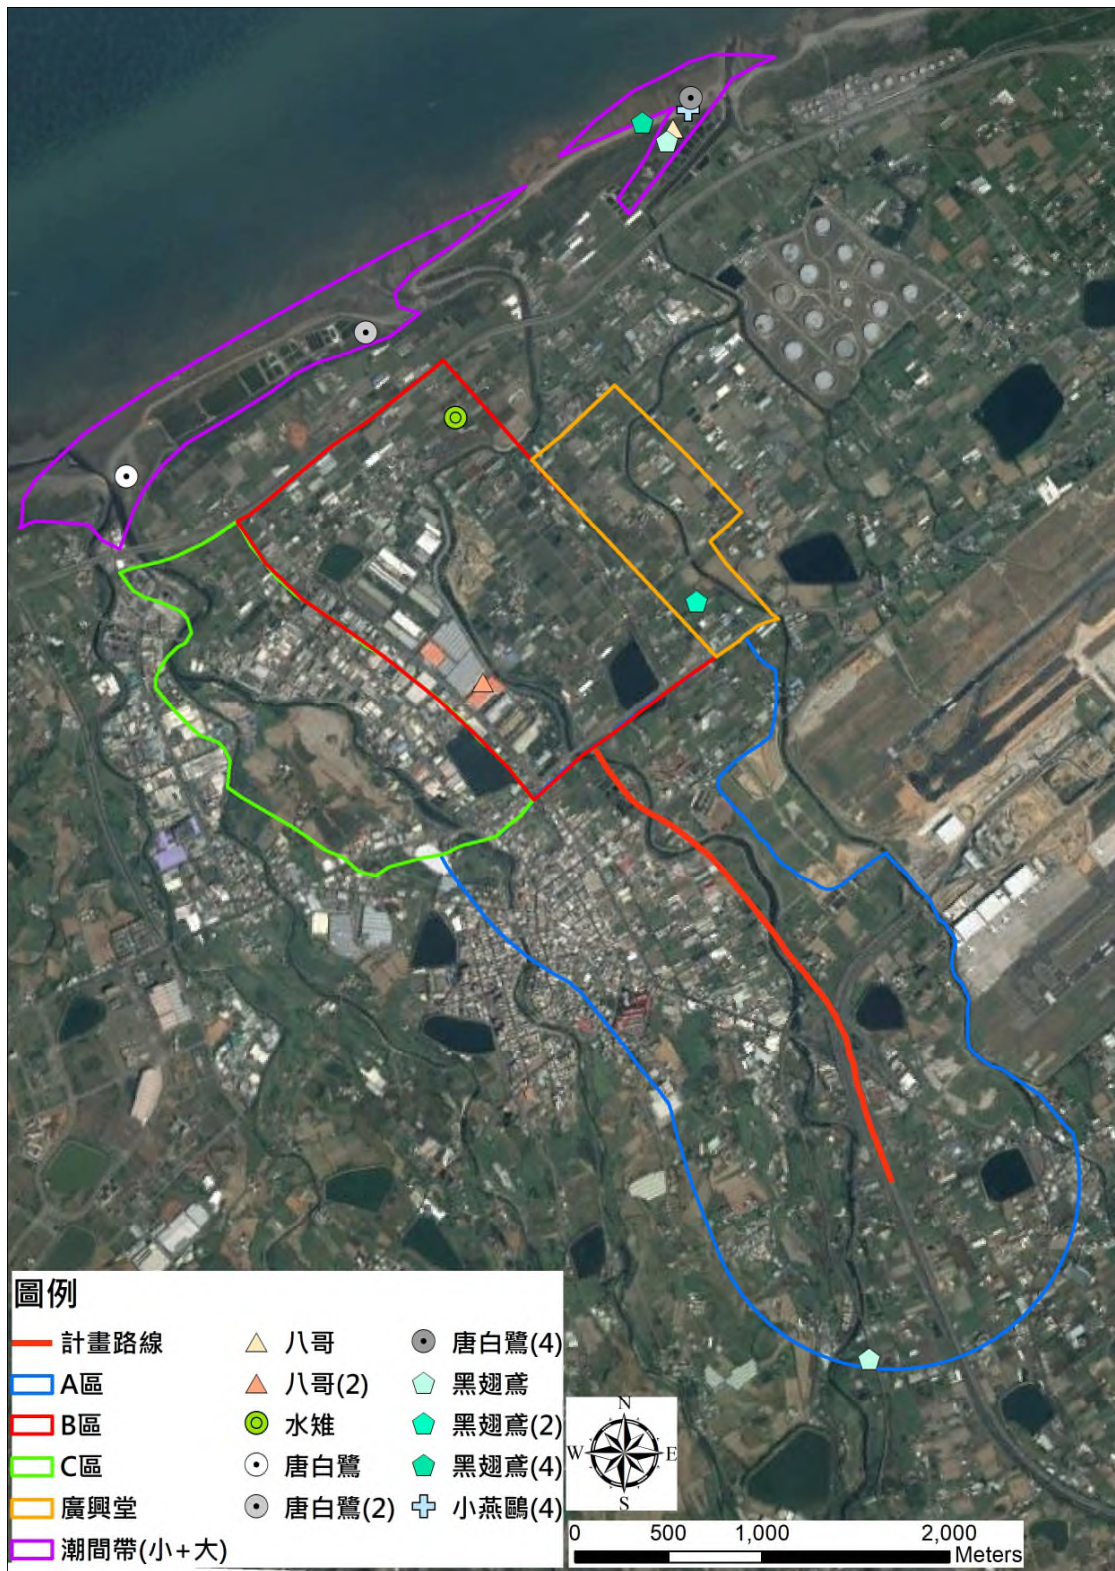 圖例
計畫路線
A區
B區
C區
廣興堂
潮間帶(小+大)
八哥
八哥(2)
水雉
唐白鷺
唐白鷺(2)
唐白鷺(4)
黑翅鳶
黑翅鳶(2)
黑翅鳶(4)
小燕鷗(4)
N
W E
S
0 500 1,000 2,000
Meters